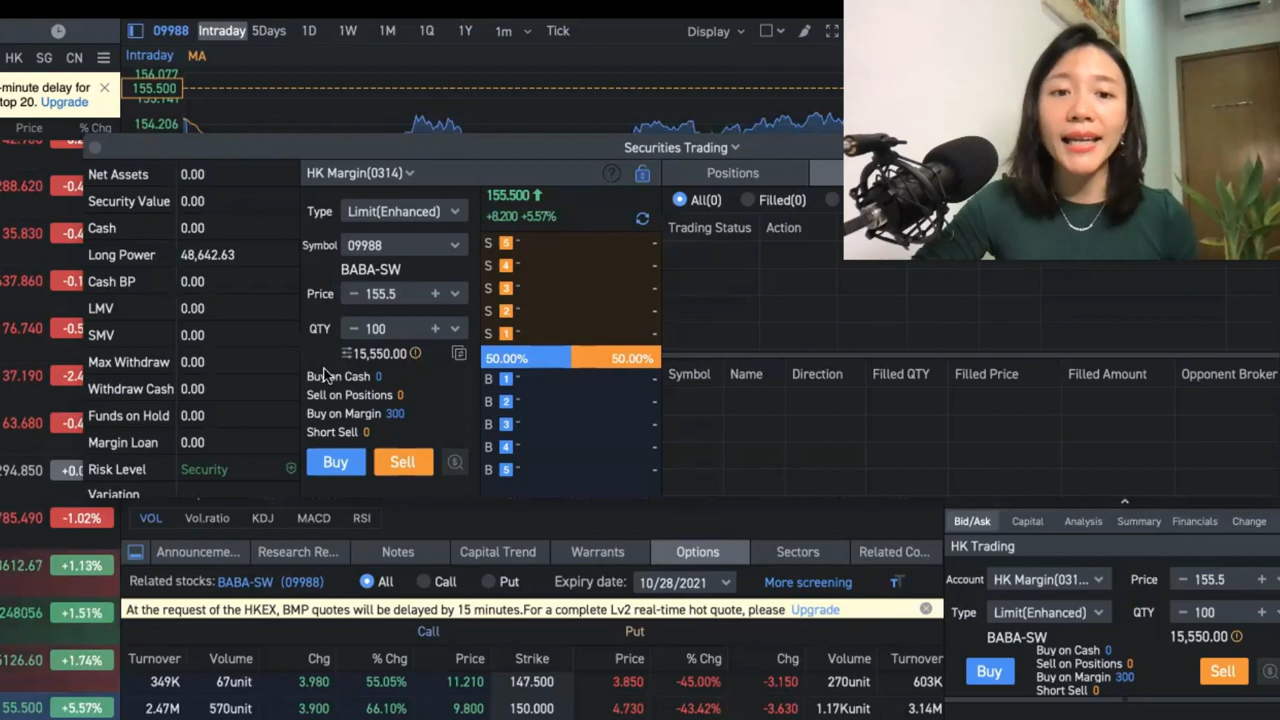 09988 Intraday 5Days 1D 1W 1M 1Q 1Y 1m Tick Display
HK SG CN
Intraday MA
-minute delay for
top 20. Upgrade
156.077
155.500
154.206
Price % Chg
Securities Trading
Net Assets 0.00
Security Value 0.00
Cash 0.00
Long Power 48,642.63
Cash BP 0.00
LMV 0.00
SMV 0.00
Max Withdraw 0.00
Withdraw Cash 0.00
Funds on Hold 0.00
Margin Loan 0.00
Risk Level Security
Variation
288.620 -0.4
35.830 -0.4
637.860 -0.1
76.740 -0.5
37.190 -2.4
63.680 -0.4
294.850 +0.0
785.490 -1.02%
3612.67 +1.13%
248056 +1.51%
5126.60 +1.74%
55.500 +5.57%
HK Margin(0314)
Type Limit(Enhanced)
Symbol 09988
BABA-SW
Price − 155.5 +
QTY − 100 +
15,550.00
Buy on Cash 0
Sell on Positions 0
Buy on Margin 300
Short Sell 0
Buy Sell
155.500
+8.200 +5.57%
S 5 -
S 4 -
S 3 -
S 2 -
S 1 -
50.00% 50.00%
B 1
B 2
B 3
B 4
B 5
Positions
All(0) Filled(0)
Trading Status Action
Symbol Name Direction Filled QTY Filled Price Filled Amount Opponent Broker
VOL Vol.ratio KDJ MACD RSI
Announceme... Research Re... Notes Capital Trend Warrants Options Sectors Related Co...
Related stocks: BABA-SW (09988) All Call Put Expiry date: 10/28/2021 More screening
At the request of the HKEX, BMP quotes will be delayed by 15 minutes.For a complete Lv2 real-time hot quote, please Upgrade
Call Put
Turnover Volume Chg % Chg Price Strike Price % Chg Chg Volume Turnover
349K 67unit 3.980 55.05% 11.210 147.500 3.850 -45.00% -3.150 270unit 603K
2.47M 570unit 3.900 66.10% 9.800 150.000 4.730 -43.42% -3.630 1.17Kunit 3.14M
Bid/Ask Capital Analysis Summary Financials Change
HK Trading
Account HK Margin(031... Price − 155.5 +
Type Limit(Enhanced) QTY − 100 +
BABA-SW 15,550.00
Buy on Cash 0
Sell on Positions 0
Buy on Margin 300
Short Sell 0
Buy Sell